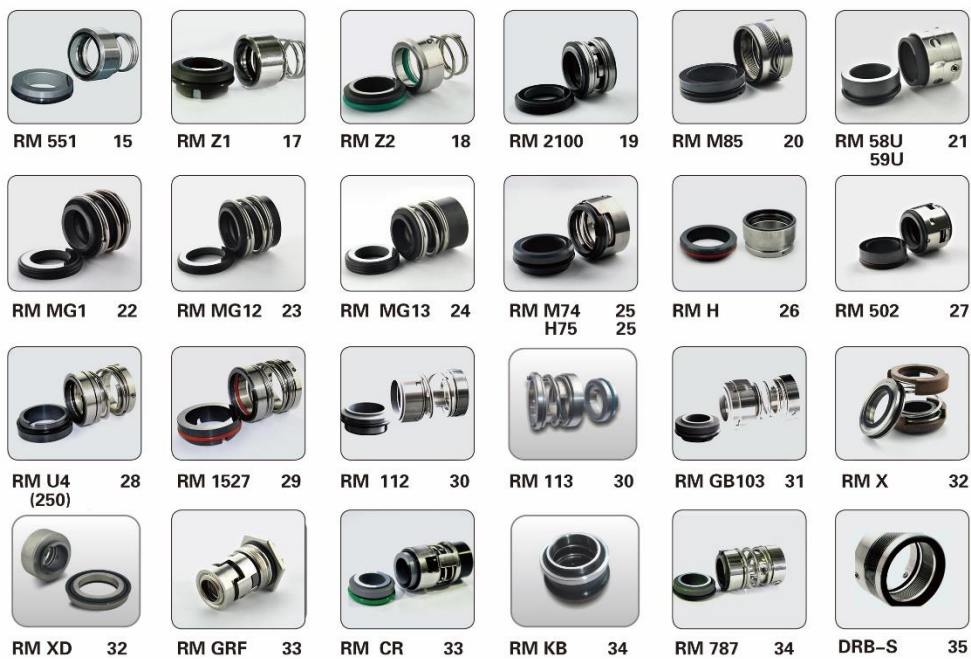 RM 551 15
RM Z1 17
RM Z2 18
RM 2100 19
RM M85 20
RM 58U 21
59U
RM MG1 22
RM MG12 23
RM MG13 24
RM M74 25
H75 25
RM H 26
RM 502 27
RM U4 28
(250)
RM 1527 29
RM 112 30
RM 113 30
RM GB103 31
RM X 32
RM XD 32
RM GRF 33
RM CR 33
RM KB 34
RM 787 34
DRB-S 35